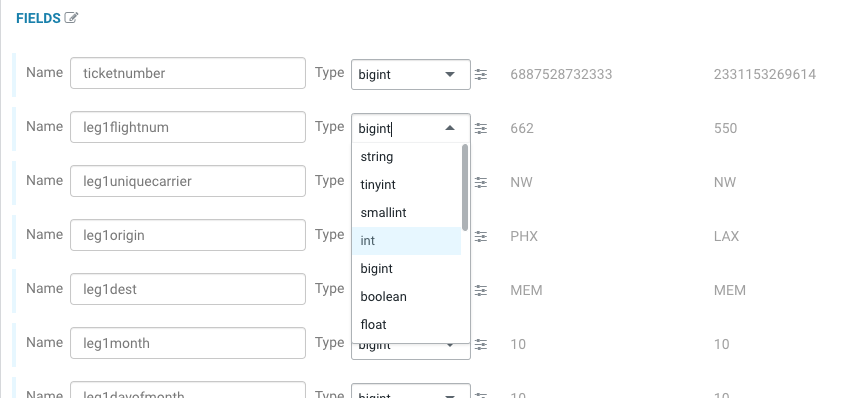 FIELDS
Name ticketnumber Type bigint 6887528732333 2331153269614
Name leg1flightnum Type bigint 662 550
string
tinyint
Name leg1uniquecarrier Type NW NW
smallint
Name leg1origin Type int PHX LAX
bigint
Name leg1dest Type MEM MEM
boolean
float
Name leg1month Type bigint 10 10
Name leg1dayofmonth Type bigint 10 10